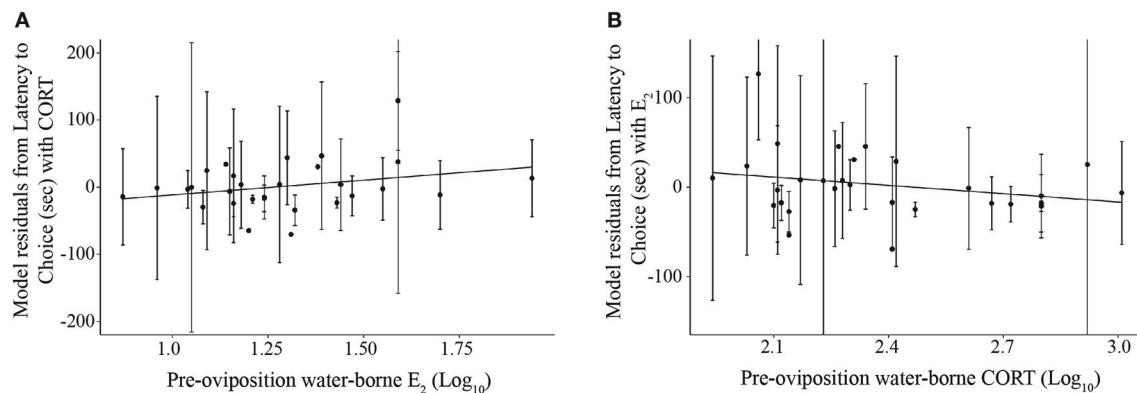 A
Model residuals from Latency to
Choice (sec) with CORT
200
100
0
-100
-200
1.0
1.25
1.50
1.75
Pre-oviposition water-borne E₂ (Log₁₀)
B
Model residuals from Latency to
Choice (sec) with E₂
100
0
-100
2.1
2.4
2.7
3.0
Pre-oviposition water-borne CORT (Log₁₀)